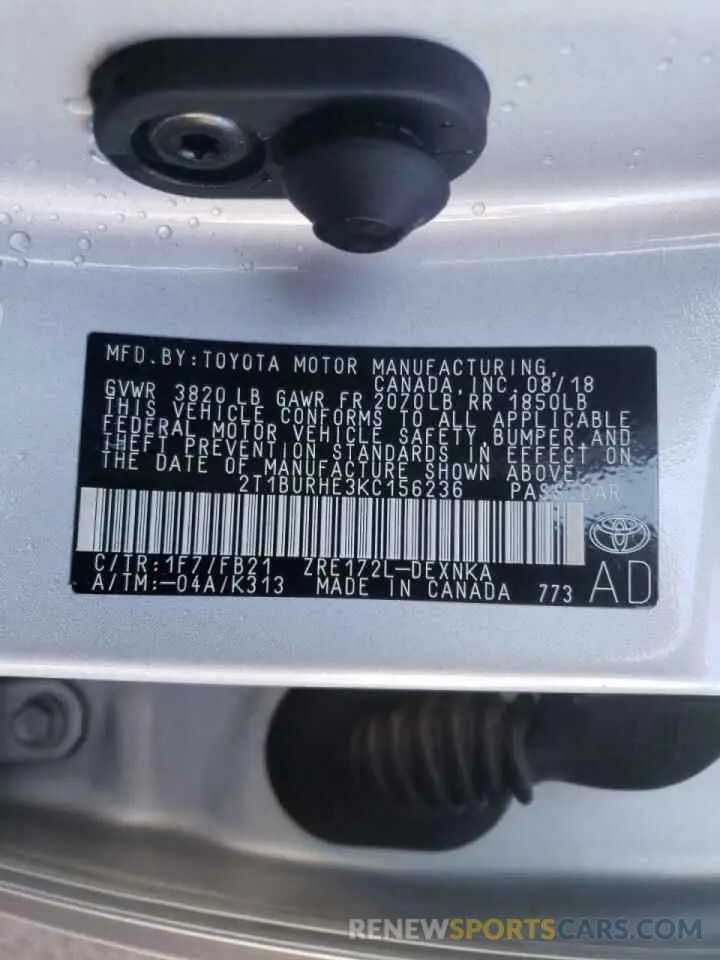 MFD.BY:TOYOTA MOTOR MANUFACTURING,
CANADA,INC.08/18
GVWR 3820 LB GAWR FR 2070LB,RR 1850LB
THIS VEHICLE CONFORMS TO ALL APPLICABLE
FEDERAL MOTOR VEHICLE SAFETY,BUMPER,AND
THEFT PREVENTION STANDARDS IN EFFECT ON
THE DATE OF MANUFACTURE SHOWN ABOVE.
2T1BURHE3KC156236 PASS.CAR
C/TR:1F7/FB21 ZRE172L-DEXNKA
A/TM:-04A/K313 MADE IN CANADA 773 AD
RENEWSPORTSCARS.COM